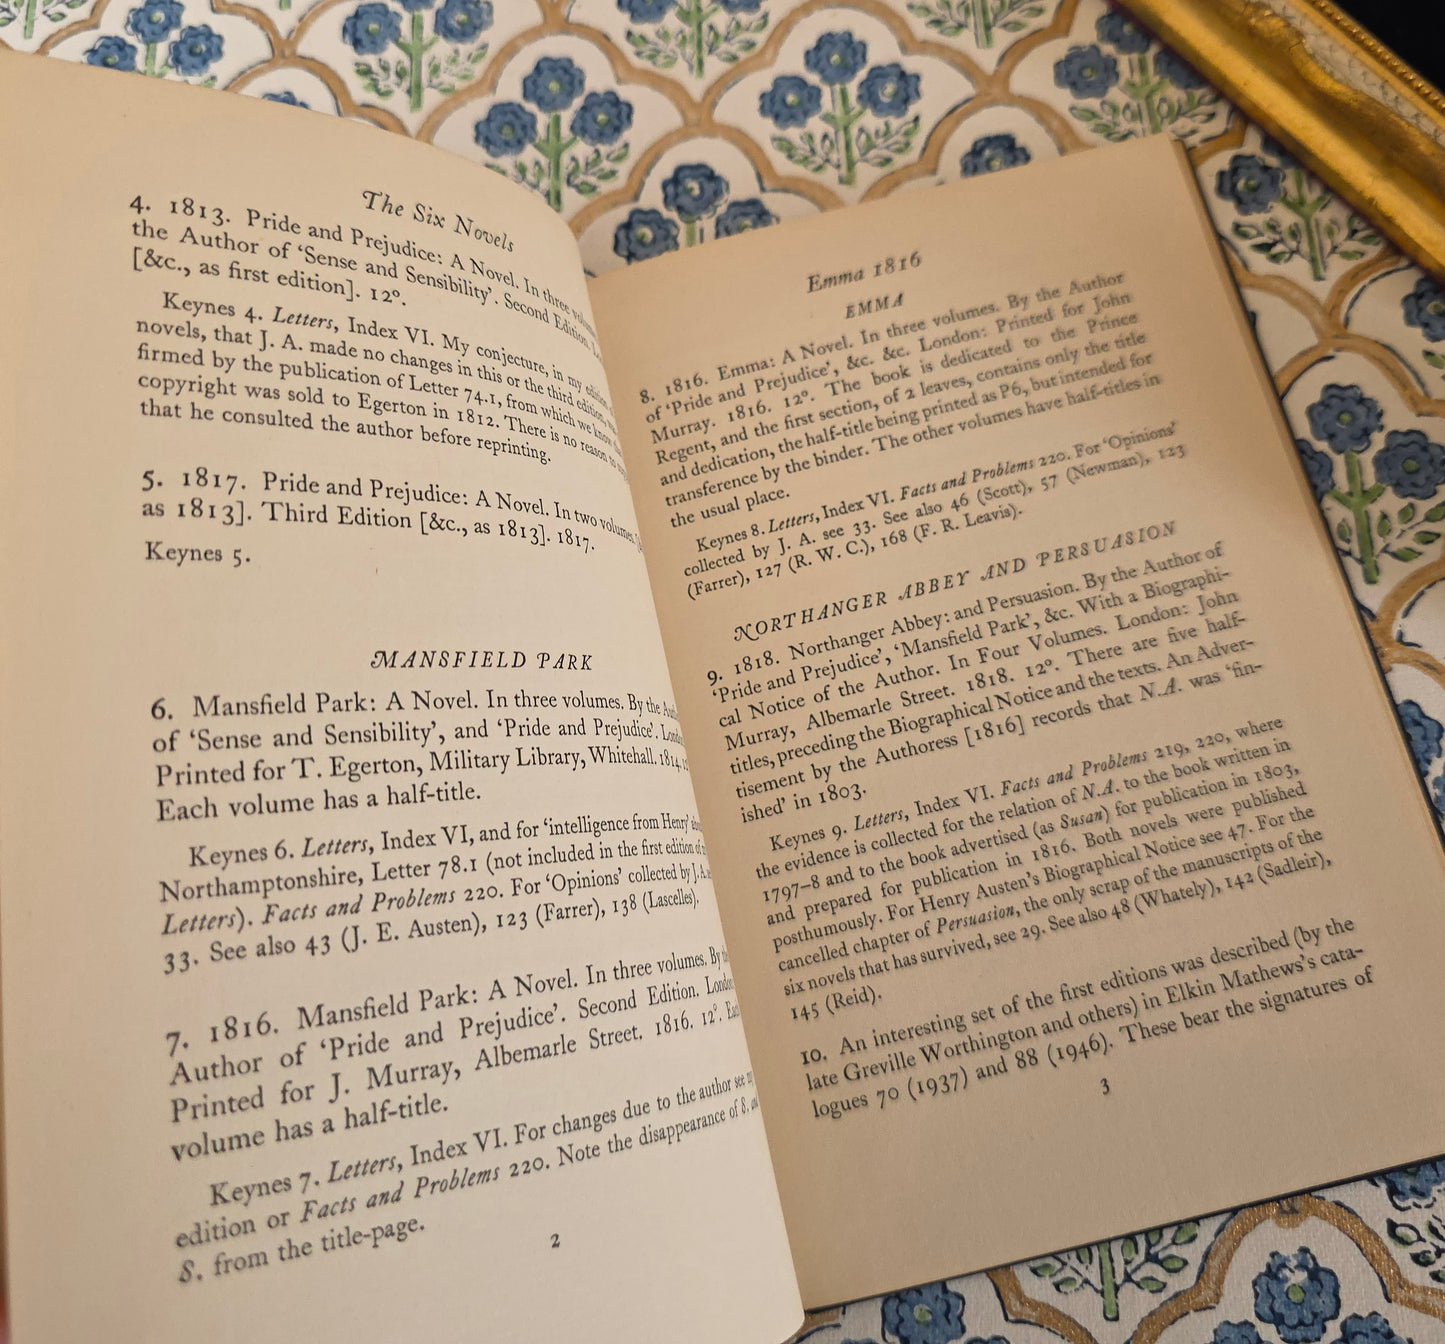 The Six Novels
4. 1813. Pride and Prejudice: A Novel. In three
the Author of ‘Sense and Sensibility’. Second Edition.
[&c., as first edition]. 12º.
Keynes 4. Letters, Index VI. My conjecture, in my edition
novels, that J. A. made no changes in this or the third edition,
firmed by the publication of Letter 74.1, from which we know
copyright was sold to Egerton in 1812. There is no reason to
that he consulted the author before reprinting.
5. 1817. Pride and Prejudice: A Novel. In two volumes.
as 1813]. Third Edition [&c., as 1813]. 1817.
Keynes 5.
MANSFIELD PARK
6. Mansfield Park: A Novel. In three volumes. By the
of ‘Sense and Sensibility’, and ‘Pride and Prejudice’.
Printed for T. Egerton, Military Library, Whitehall. 1814.
Each volume has a half-title.
Keynes 6. Letters, Index VI, and for ‘intelligence from Henry’
Northamptonshire, Letter 78.1 (not included in the first edition of
Letters). Facts and Problems 220. For ‘Opinions’ collected by J. A.
33. See also 43 (J. E. Austen), 123 (Farrer), 138 (Lascelles).
7. 1816. Mansfield Park: A Novel. In three volumes. By
Author of ‘Pride and Prejudice’. Second Edition.
Printed for J. Murray, Albemarle Street. 1816. 12º.
volume has a half-title.
Keynes 7. Letters, Index VI. For changes due to the author see
edition or Facts and Problems 220. Note the disappearance of S.
S. from the title-page.
2
Emma 1816
EMMA
8. 1816. Emma: A Novel. In three volumes. By the Author
of ‘Pride and Prejudice’, &c. &c. London: Printed for John
Murray. 1816. 12º. The book is dedicated to the Prince
Regent, and the first section, of 2 leaves, contains only the title
and dedication, the half-title being printed as P6, but intended for
transference by the binder. The other volumes have half-titles in
the usual place.
Keynes 8. Letters, Index VI. Facts and Problems 220. For ‘Opinions’
collected by J. A. see 33. See also 46 (Scott), 57 (Newman), 123
(Farrer), 127 (R. W. C.), 168 (F. R. Leavis).
NORTHANGER ABBEY AND PERSUASION
9. 1818. Northanger Abbey: and Persuasion. By the Author of
‘Pride and Prejudice’, ‘Mansfield Park’, &c. With a Biographi-
cal Notice of the Author. In Four Volumes. London: John
Murray, Albemarle Street. 1818. 12º. There are five half-
titles, preceding the Biographical Notice and the texts. An Adver-
tisement by the Authoress [1816] records that N.A. was ‘fin-
ished’ in 1803.
Keynes 9. Letters, Index VI. Facts and Problems 219, 220, where
the evidence is collected for the relation of N.A. to the book written in
1797–8 and to the book advertised (as Susan) for publication in 1803,
and prepared for publication in 1816. Both novels were published
posthumously. For Henry Austen's Biographical Notice see 47. For the
cancelled chapter of Persuasion, the only scrap of the manuscripts of the
six novels that has survived, see 29. See also 48 (Whately), 142 (Sadleir),
145 (Reid).
10. An interesting set of the first editions was described (by the
late Greville Worthington and others) in Elkin Mathews's cata-
logues 70 (1937) and 88 (1946). These bear the signatures of
3